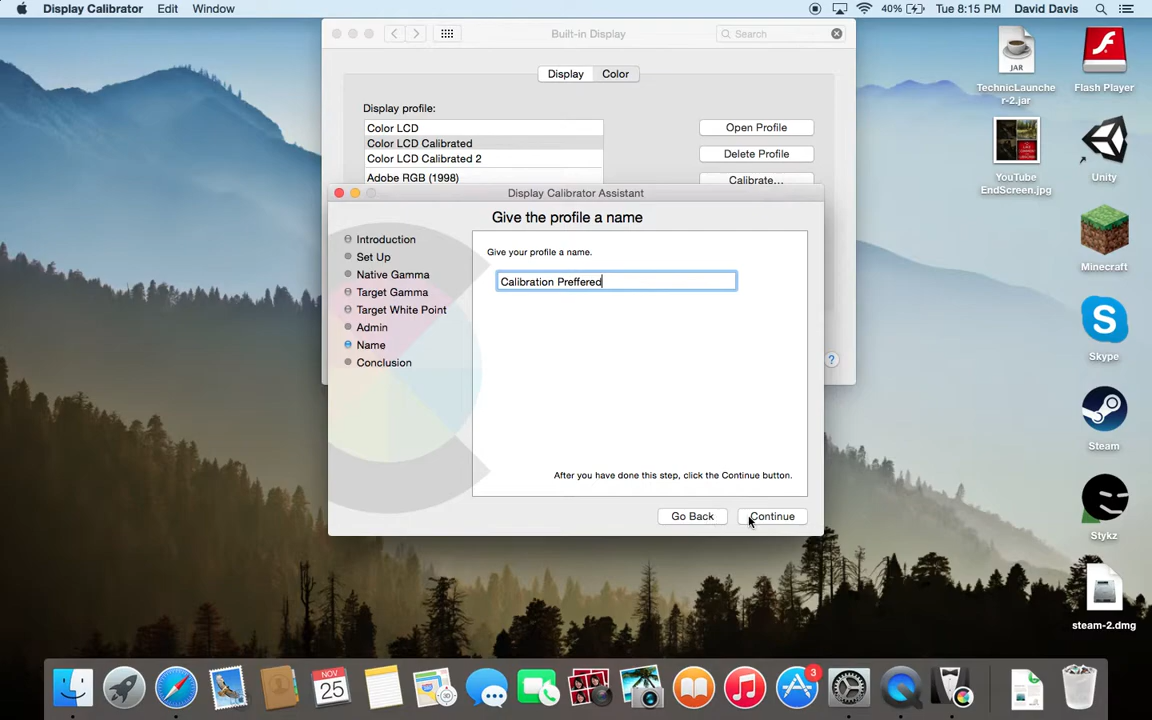 Display Calibrator Edit Window 40% Tue 8:15 PM David Davis
Built-in Display
Search
Display Color
Display profile:
Color LCD
Color LCD Calibrated
Color LCD Calibrated 2
Adobe RGB (1998)
Open Profile
Delete Profile
Calibrate...
?
Display Calibrator Assistant
Give the profile a name
Introduction
Set Up
Native Gamma
Target Gamma
Target White Point
Admin
Name
Conclusion
Give your profile a name.
Calibration Preffered
After you have done this step, click the Continue button.
Go Back
Continue
JAR
TechnicLaunche
r-2.jar
Flash Player
YouTube
EndScreen.jpg
Unity
Minecraft
Skype
Steam
Stykz
steam-2.dmg
NOV
25
3